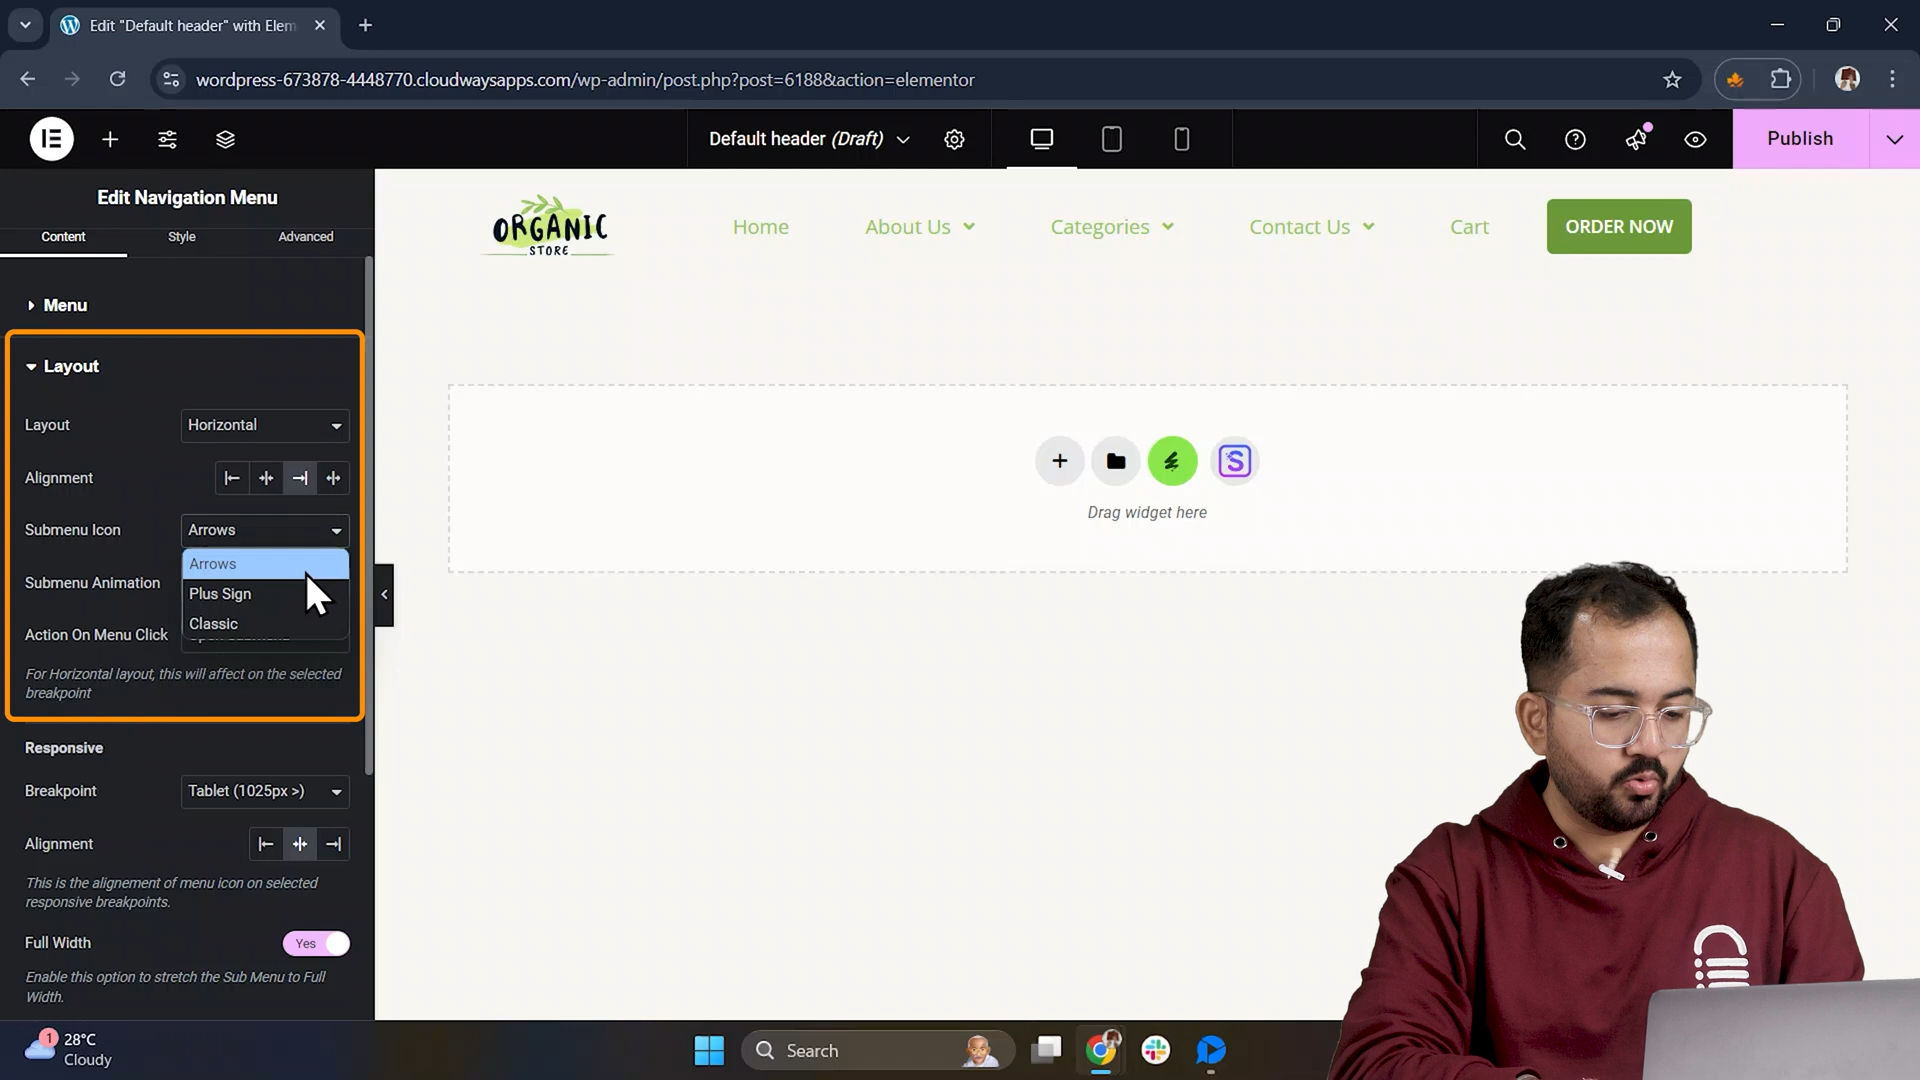 Edit "Default header" with Elem
wordpress-673878-4448770.cloudwaysapps.com/wp-admin/post.php?post=6188&action=elementor
Default header (Draft)
Publish
Edit Navigation Menu
Content Style Advanced
Menu
Layout
Layout Horizontal
Alignment
Submenu Icon Arrows
Arrows
Submenu Animation
Plus Sign
Classic
Action On Menu Click
For Horizontal layout, this will affect on the selected
breakpoint
Responsive
Breakpoint Tablet (1025px >)
Alignment
This is the alignement of menu icon on selected
responsive breakpoints.
Full Width Yes
Enable this option to stretch the Sub Menu to Full
Width.
ORGANIC
STORE
Home About Us Categories Contact Us Cart ORDER NOW
S
Drag widget here
1
28°C
Cloudy
Search